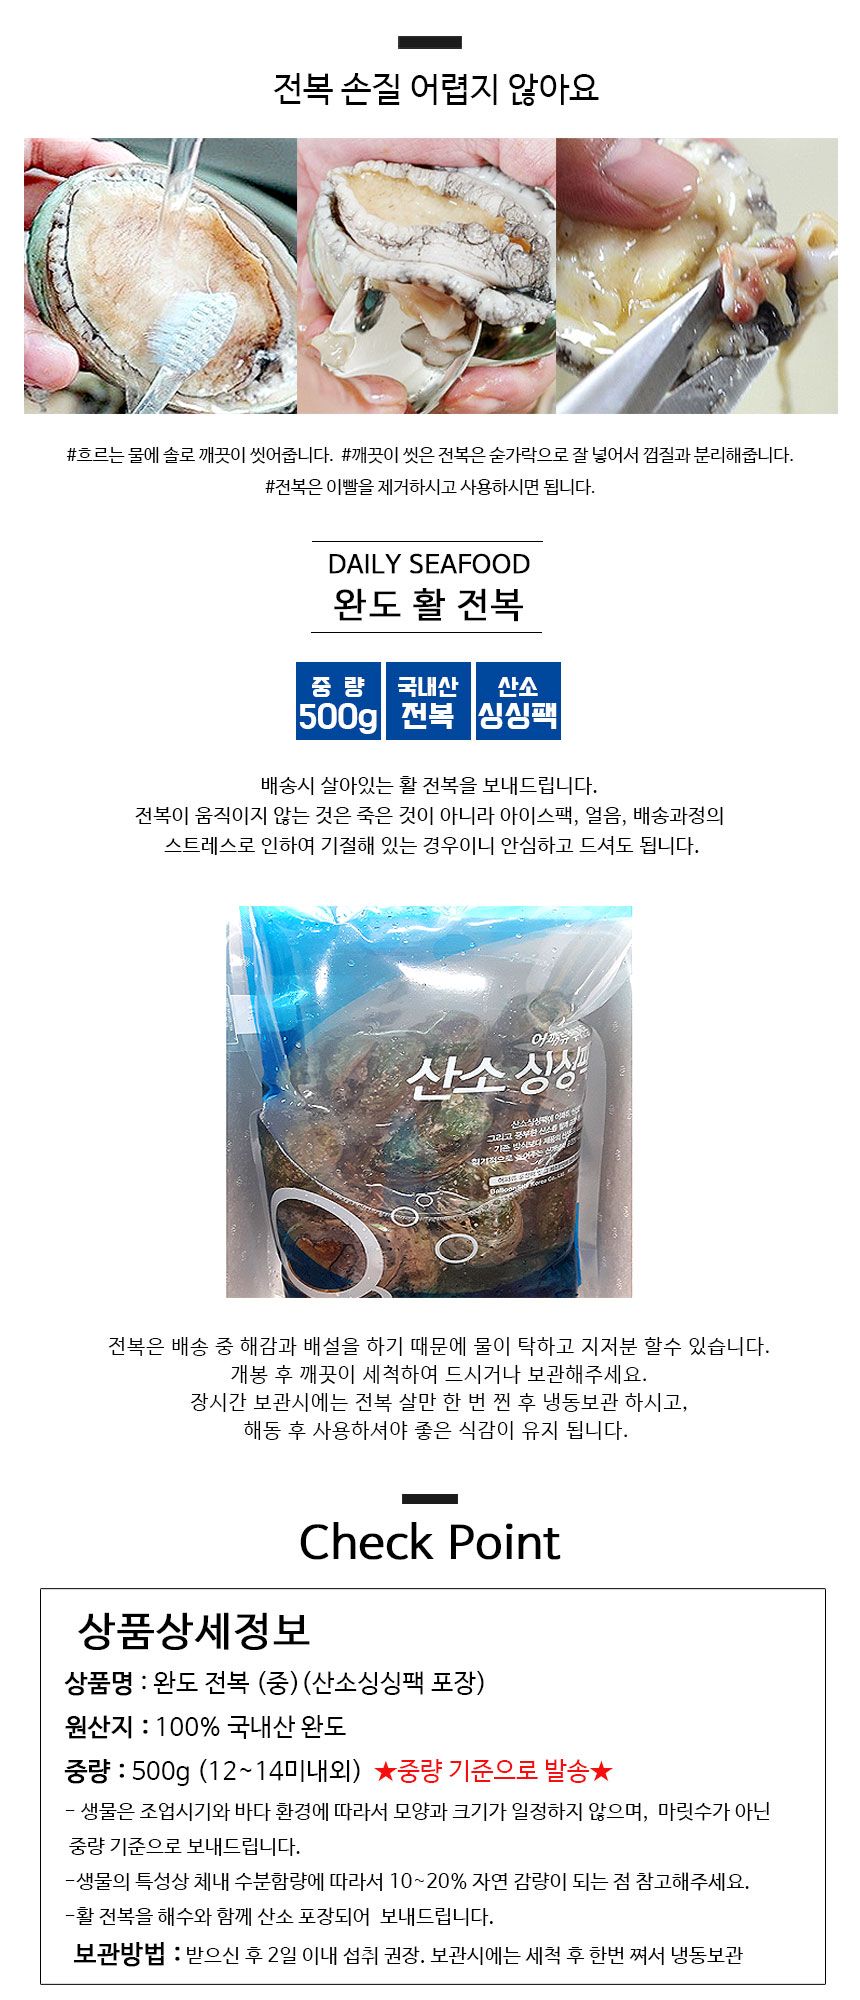 전복 손질 어렵지 않아요
#흐르는 물에 솔로 깨끗이 씻어줍니다. #깨끗이 씻은 전복은 숟가락으로 잘 넣어서 껍질과 분리해줍니다.
#전복은 이빨을 제거하시고 사용하시면 됩니다.
DAILY SEAFOOD
완도 활 전복
중 량 국내산 산소
500g 전복 싱싱팩
배송시 살아있는 활 전복을 보내드립니다.
전복이 움직이지 않는 것은 죽은 것이 아니라 아이스팩, 얼음, 배송과정의
스트레스로 인하여 기절해 있는 경우이니 안심하고 드셔도 됩니다.
산소 싱싱팩
전복은 배송 중 해감과 배설을 하기 때문에 물이 탁하고 지저분 할수 있습니다.
개봉 후 깨끗이 세척하여 드시거나 보관해주세요.
장시간 보관시에는 전복 살만 한 번 찐 후 냉동보관 하시고,
해동 후 사용하셔야 좋은 식감이 유지 됩니다.
Check Point
상품상세정보
상품명 : 완도 전복 (중)(산소싱싱팩 포장)
원산지 : 100% 국내산 완도
중량 : 500g (12~14미내외) ★중량 기준으로 발송★
- 생물은 조업시기와 바다 환경에 따라서 모양과 크기가 일정하지 않으며, 마릿수가 아닌
중량 기준으로 보내드립니다.
-생물의 특성상 체내 수분함량에 따라서 10~20% 자연 감량이 되는 점 참고해주세요.
-활 전복을 해수와 함께 산소 포장되어 보내드립니다.
보관방법 : 받으신 후 2일 이내 섭취 권장. 보관시에는 세척 후 한번 쪄서 냉동보관